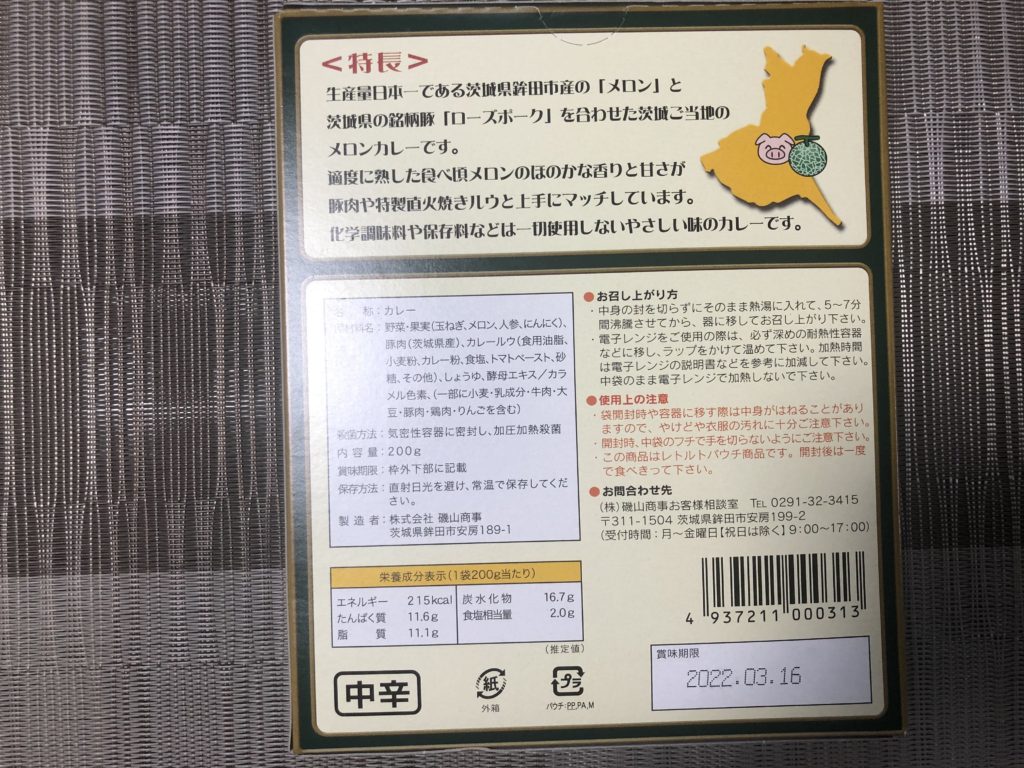 <特長>
生産量日本一である茨城県鉾田市産の「メロン」と
茨城県の銘柄豚「ローズポーク」を合わせた茨城ご当地の
メロンカレーです。
適度に熟した食べ頃メロンのほのかな香りと甘さが
豚肉や特製直火焼きルウと上手にマッチしています。
化学調味料や保存料などは一切使用しないやさしい味のカレーです。
名 称:カレー
原材料名:野菜・果実(玉ねぎ、メロン、人参、にんにく)、
豚肉(茨城県産)、カレールウ(食用油脂、
小麦粉、カレー粉、食塩、トマトペースト、砂
糖、その他)、しょうゆ、酵母エキス/カラ
メル色素、(一部に小麦・乳成分・牛肉・大
豆・豚肉・鶏肉・りんごを含む)
殺菌方法:気密性容器に密封し、加圧加熱殺菌
内容量:200g
賞味期限:枠外下部に記載
保存方法:直射日光を避け、常温で保存してくださ
い。
製造者:株式会社 磯山商事
茨城県鉾田市安房189-1
栄養成分表示(1袋200g当たり)
エネルギー 215kcal
たんぱく質 11.6g
脂質 11.1g
炭水化物 16.7g
食塩相当量 2.0g
(推定値)
中辛
紙
外箱
プラ
パウチ:PP,PA,M
●お召し上がり方
・中身の封を切らずにそのまま熱湯に入れて、5~7分
間沸騰させてから、器に移してお召し上がり下さい。
・電子レンジをご使用の際は、必ず深めの耐熱性容器
などに移し、ラップをかけて温めて下さい。加熱時間
は電子レンジの説明書などを参考に加減して下さい。
中袋のまま電子レンジで加熱しないで下さい。
●使用上の注意
・袋開封時や容器に移す際は中身がはねることがあり
ますので、やけどや衣服の汚れに十分ご注意下さい。
・開封時、中袋のフチで手を切らないようにご注意下さい。
・この商品はレトルトパウチ商品です。開封後は一度
で食べきって下さい。
●お問合わせ先
(株)磯山商事お客様相談室 TEL 0291-32-3415
〒311-1504 茨城県鉾田市安房199-2
(受付時間:月~金曜日【祝日は除く】9:00~17:00)
4 937211 000313
賞味期限
2022.03.16